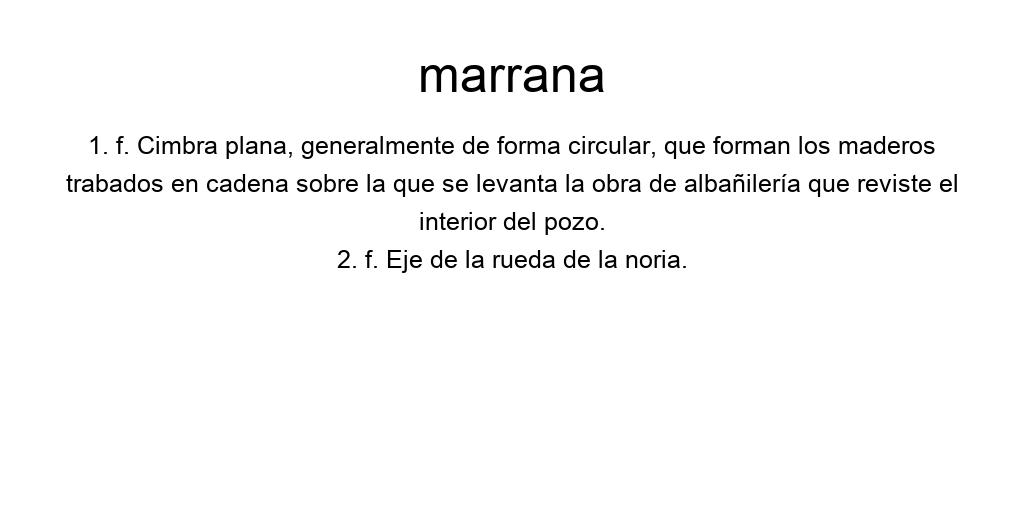 marrana
1. f. Cimbra plana, generalmente de forma circular, que forman los maderos
trabados en cadena sobre la que se levanta la obra de albañilería que reviste el
interior del pozo.
2. f. Eje de la rueda de la noria.